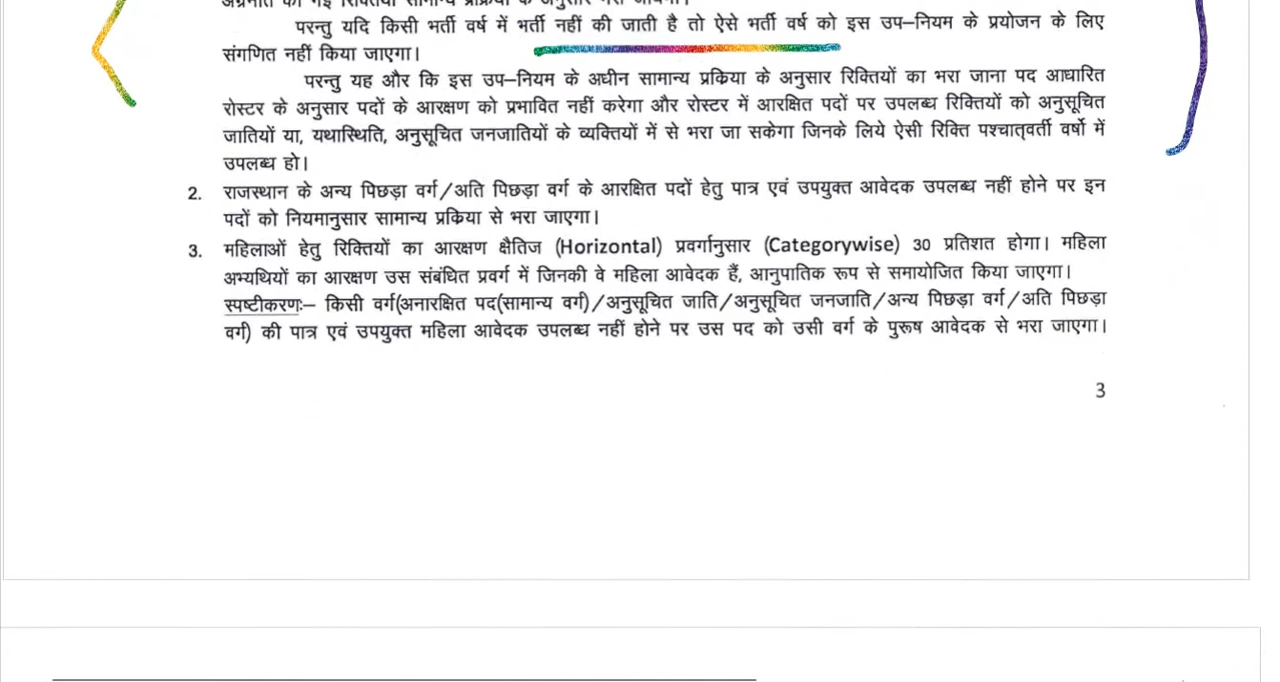 परन्तु यदि किसी भर्ती वर्ष में भर्ती नहीं की जाती है तो ऐसे भर्ती वर्ष को इस उप–नियम के प्रयोजन के लिए
संगणित नहीं किया जाएगा।
परन्तु यह और कि इस उप–नियम के अधीन सामान्य प्रक्रिया के अनुसार रिक्तियों का भरा जाना पद आधारित
रोस्टर के अनुसार पदों के आरक्षण को प्रभावित नहीं करेगा और रोस्टर में आरक्षित पदों पर उपलब्ध रिक्तियों को अनुसूचित
जातियों या, यथास्थिति, अनुसूचित जनजातियों के व्यक्तियों में से भरा जा सकेगा जिनके लिये ऐसी रिक्ति पश्चात्वर्ती वर्षो में
उपलब्ध हो।
2. राजस्थान के अन्य पिछड़ा वर्ग/अति पिछड़ा वर्ग के आरक्षित पदों हेतु पात्र एवं उपयुक्त आवेदक उपलब्ध नहीं होने पर इन
पदों को नियमानुसार सामान्य प्रकिया से भरा जाएगा।
3. महिलाओं हेतु रिक्तियों का आरक्षण क्षैतिज (Horizontal) प्रवर्गानुसार (Categorywise) 30 प्रतिशत होगा। महिला
अभ्यथियों का आरक्षण उस संबंधित प्रवर्ग में जिनकी वे महिला आवेदक हैं, आनुपातिक रूप से समायोजित किया जाएगा।
स्पष्टीकरणः– किसी वर्ग(अनारक्षित पद(सामान्य वर्ग)/अनुसूचित जाति/अनुसूचित जनजाति/अन्य पिछड़ा वर्ग/अति पिछड़ा
वर्ग) की पात्र एवं उपयुक्त महिला आवेदक उपलब्ध नहीं होने पर उस पद को उसी वर्ग के पुरूष आवेदक से भरा जाएगा।
3